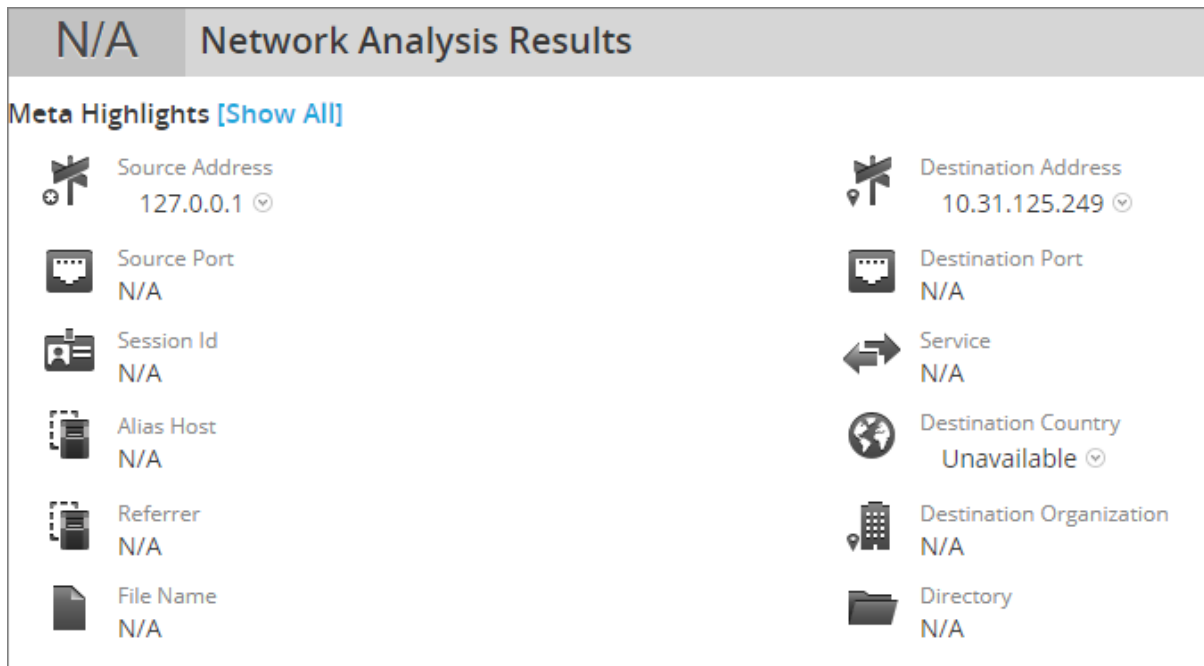 N/A Network Analysis Results
Meta Highlights [Show All]
Source Address
127.0.0.1
Destination Address
10.31.125.249
Source Port
N/A
Destination Port
N/A
Session Id
N/A
Service
N/A
Alias Host
N/A
Destination Country
Unavailable
Referrer
N/A
Destination Organization
N/A
File Name
N/A
Directory
N/A